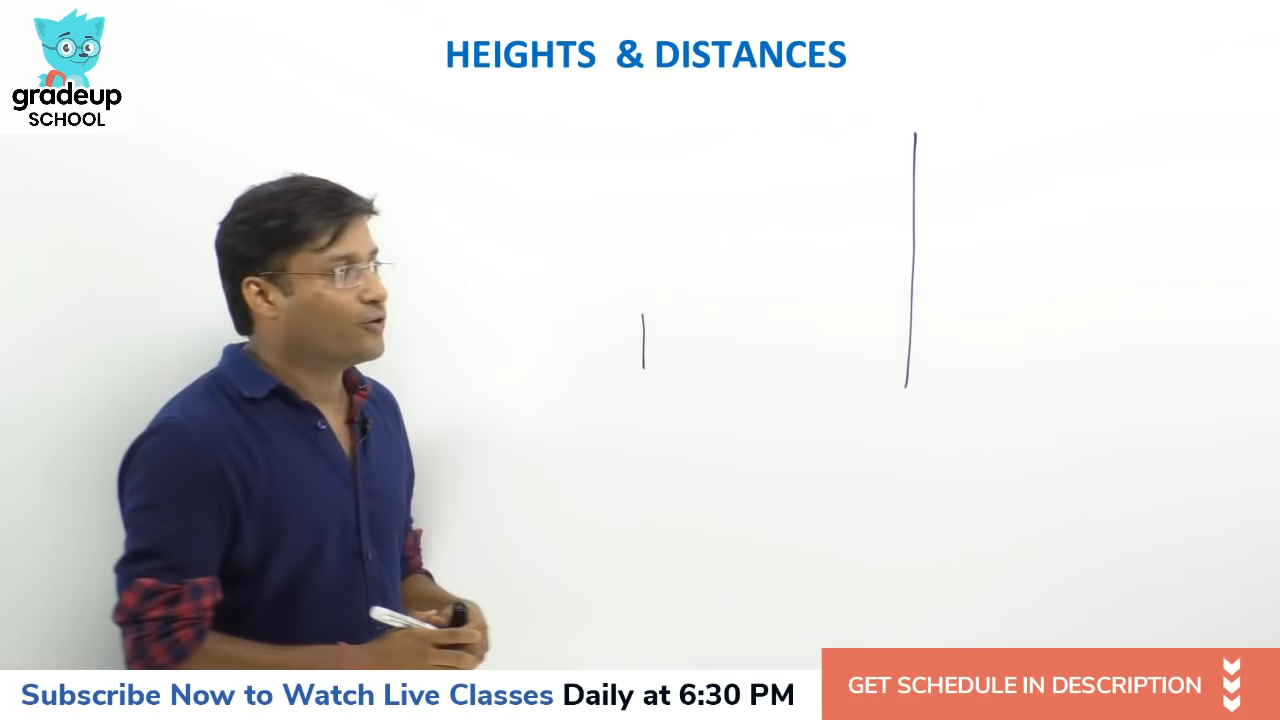 gradeup
SCHOOL
HEIGHTS & DISTANCES
Subscribe Now to Watch Live Classes Daily at 6:30 PM
GET SCHEDULE IN DESCRIPTION